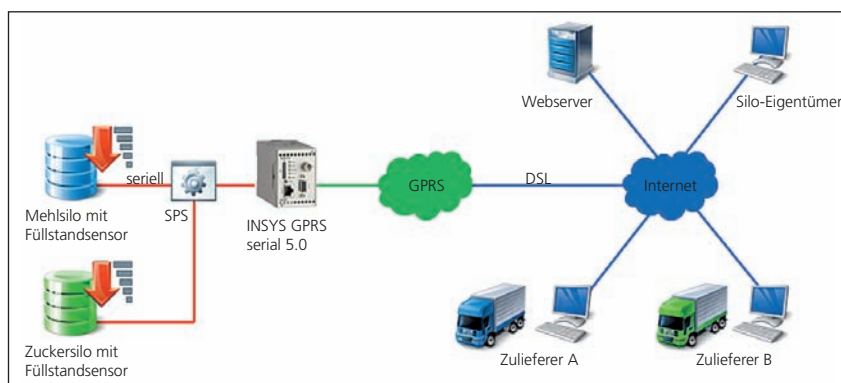 Webserver
Silo-Eigentümer
seriell
GPRS
DSL
Internet
Mehlsilo mit
Füllstandsensor
SPS
INSYS GPRS
serial 5.0
Zuckersilo mit
Füllstandsensor
Zulieferer A
Zulieferer B